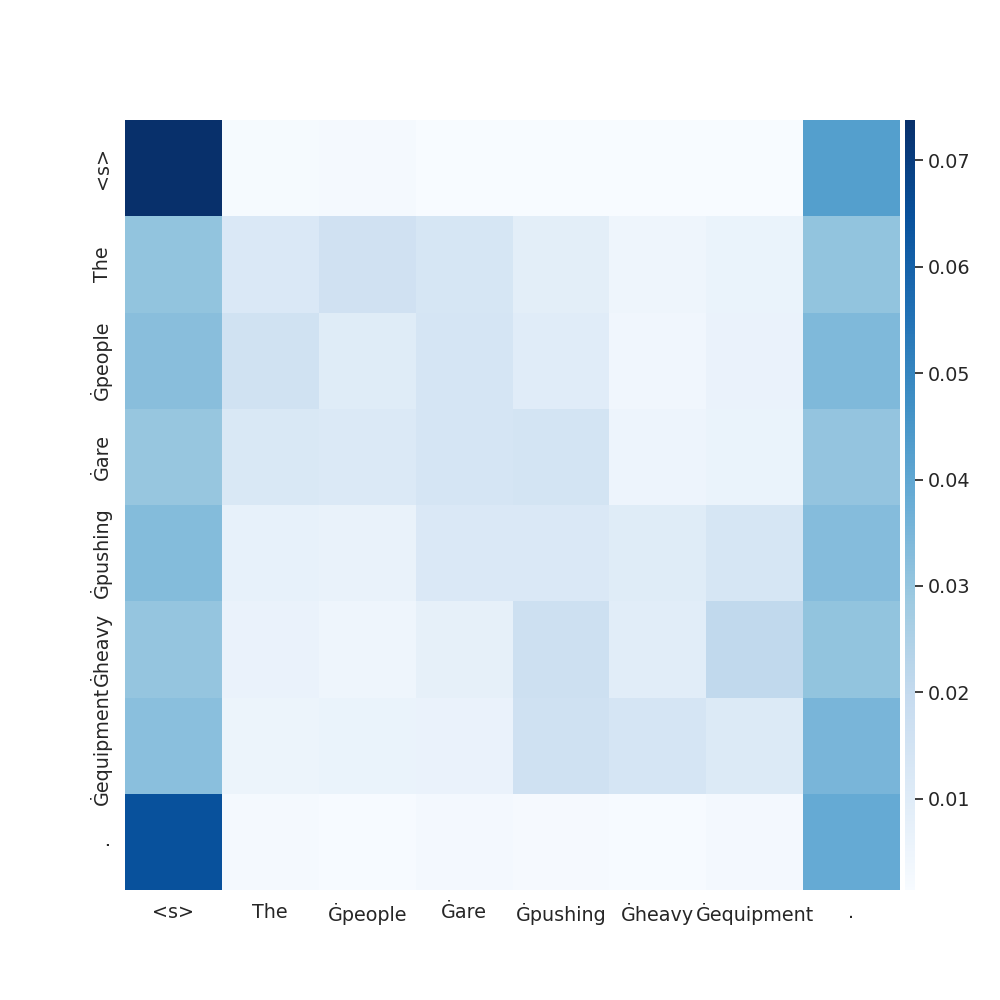 <s>
The
Ġpeople
Ġare
Ġpushing
Ġheavy
Ġequipment
.
0.07
0.06
0.05
0.04
0.03
0.02
0.01
<s> The Ġpeople Ġare Ġpushing Ġheavy Ġequipment .